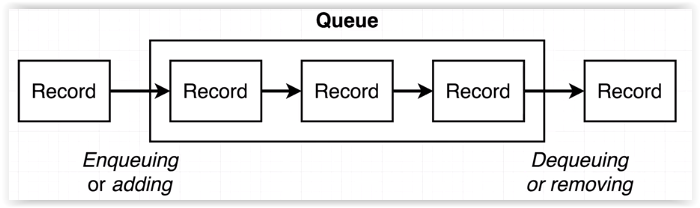 Queue
Record
Record
Record
Record
Record
Enqueuing
or adding
Dequeuing
or removing